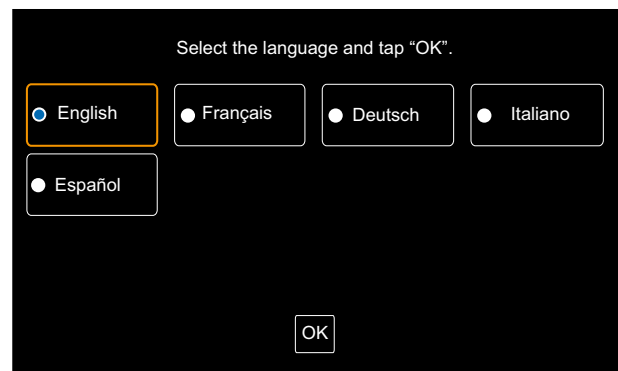 Select the language and tap “OK”.
English
Français
Deutsch
Italiano
Español
OK